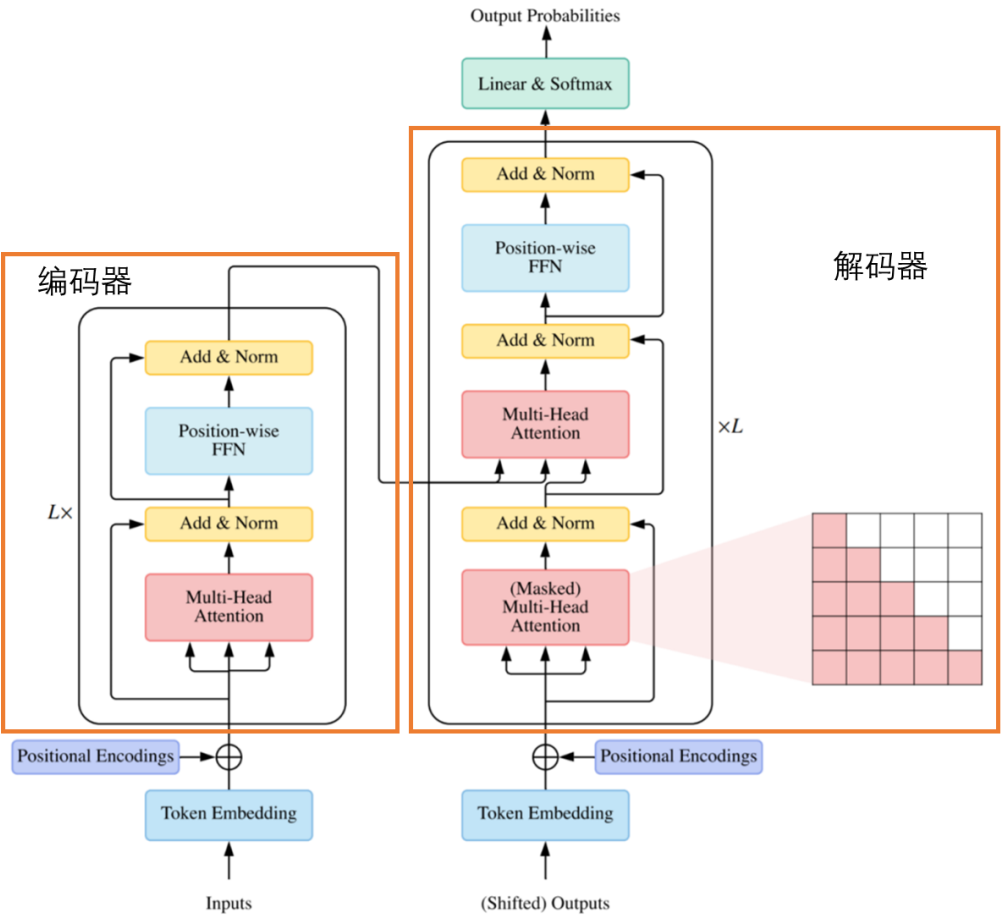 Output Probabilities
Linear & Softmax
Add & Norm
Position-wise
FFN
Add & Norm
Multi-Head
Attention
Add & Norm
(Masked)
Multi-Head
Attention
解码器
×L
编码器
Add & Norm
Position-wise
FFN
Add & Norm
Multi-Head
Attention
L×
Positional Encodings
Positional Encodings
Token Embedding
Token Embedding
Inputs
(Shifted) Outputs